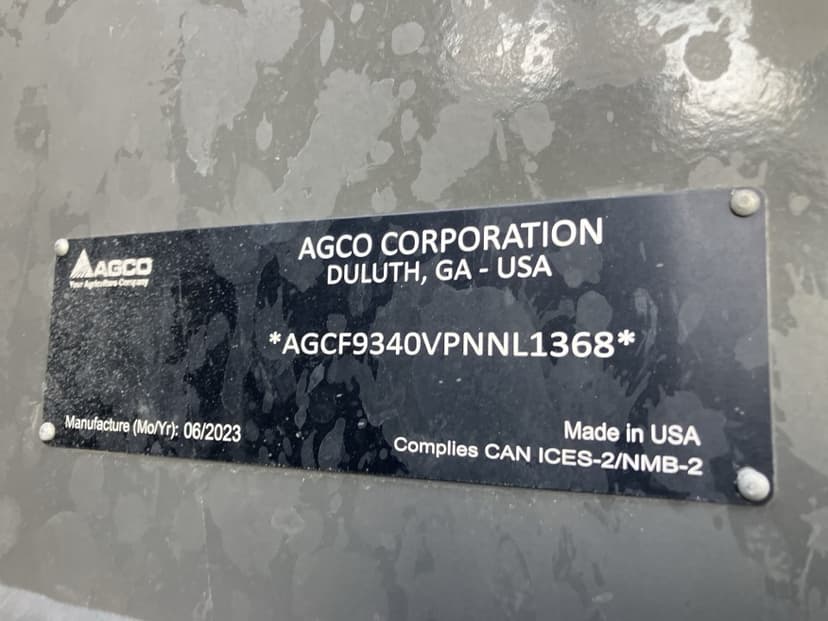 AGCO
Your Agriculture Company
AGCO CORPORATION
DULUTH, GA - USA
*AGCF9340VPNNL1368*
Manufacture (Mo/Yr): 06/2023
Made in USA
Complies CAN ICES-2/NMB-2